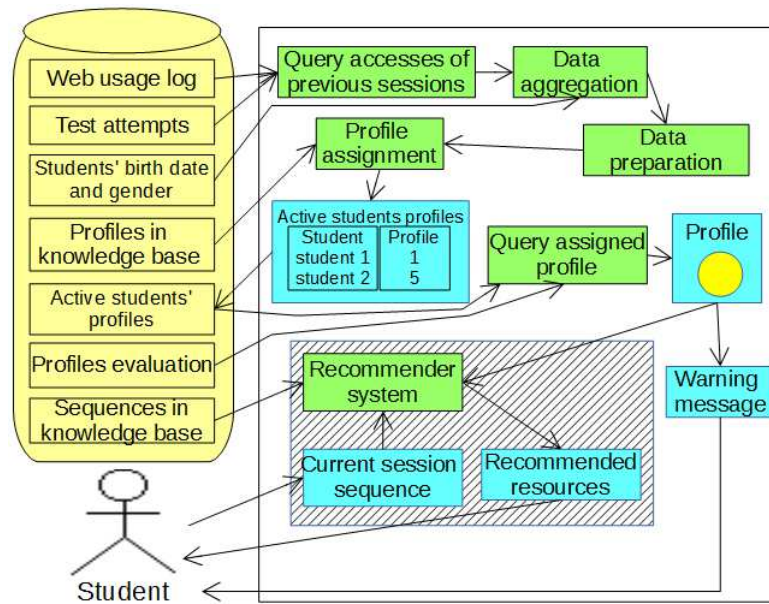 Web usage log
Test attempts
Students' birth date
and gender
Profiles in
knowledge base
Active students'
profiles
Profiles evaluation
Sequences in
knowledge base
Query accesses of
previous sessions
Data
aggregation
Profile
assignment
Data
preparation
Active students profiles
Student Profile
student 1 1
student 2 5
Query assigned
profile
Profile
Recommender
system
Warning
message
Current session
sequence
Recommended
resources
Student